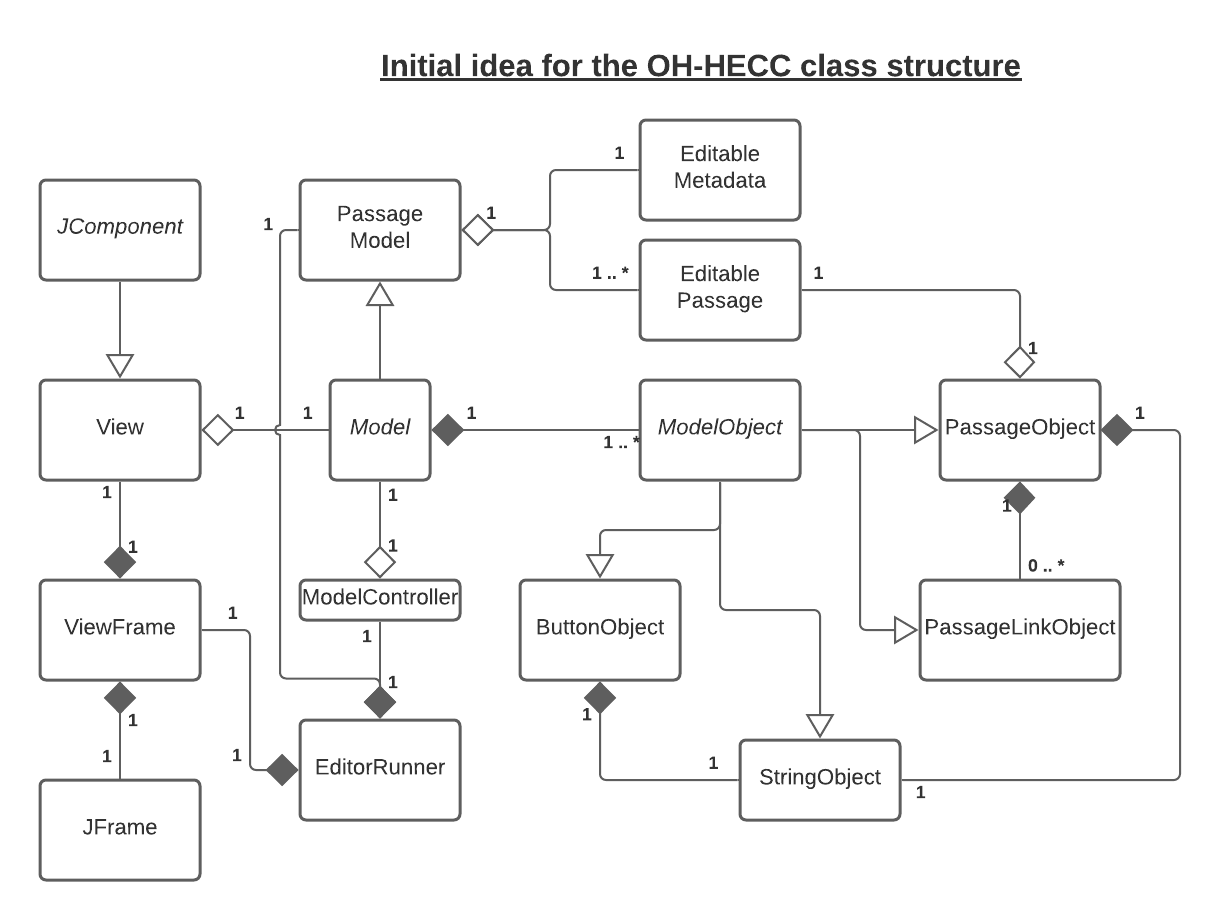 Initial idea for the OH-HECC class structure
Editable
Metadata
1
JComponent
Passage
Model
1
1
Editable
Passage
1 .. *
1
1
View
1
1
Model
1
1 .. *
ModelObject
PassageObject
1
1
1
1
1
1
0 .. *
ViewFrame
1
ModelController
1
ButtonObject
PassageLinkObject
1
1
1
1
1
EditorRunner
1
StringObject
1
JFrame